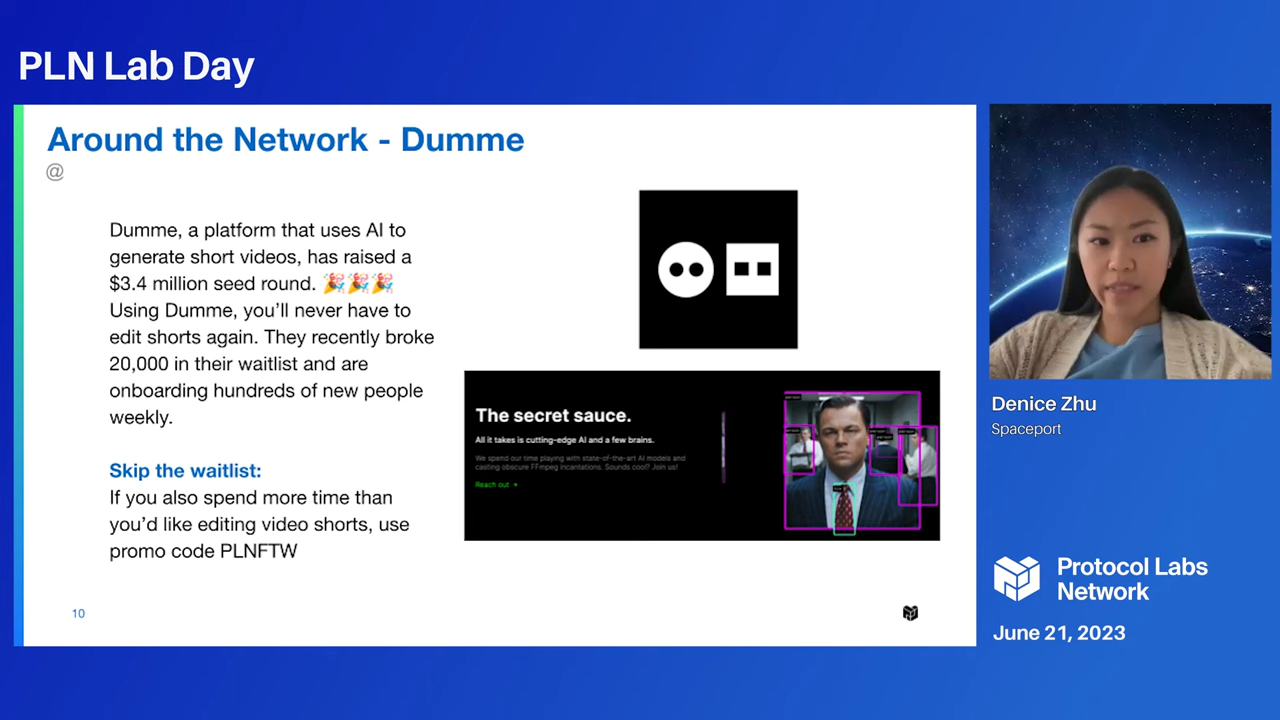 PLN Lab Day
Around the Network - Dumme
@
Dumme, a platform that uses AI to
generate short videos, has raised a
$3.4 million seed round. 🎉🎉🎉
Using Dumme, you’ll never have to
edit shorts again. They recently broke
20,000 in their waitlist and are
onboarding hundreds of new people
weekly.
Skip the waitlist:
If you also spend more time than
you’d like editing video shorts, use
promo code PLNFTW
The secret sauce.
All it takes is cutting-edge AI and a few brains.
We spend our time playing with state-of-the-art AI models and
casting obscure FFmpeg incantations. Sounds cool? Join us!
Reach out
10
Denice Zhu
Spaceport
Protocol Labs
Network
June 21, 2023